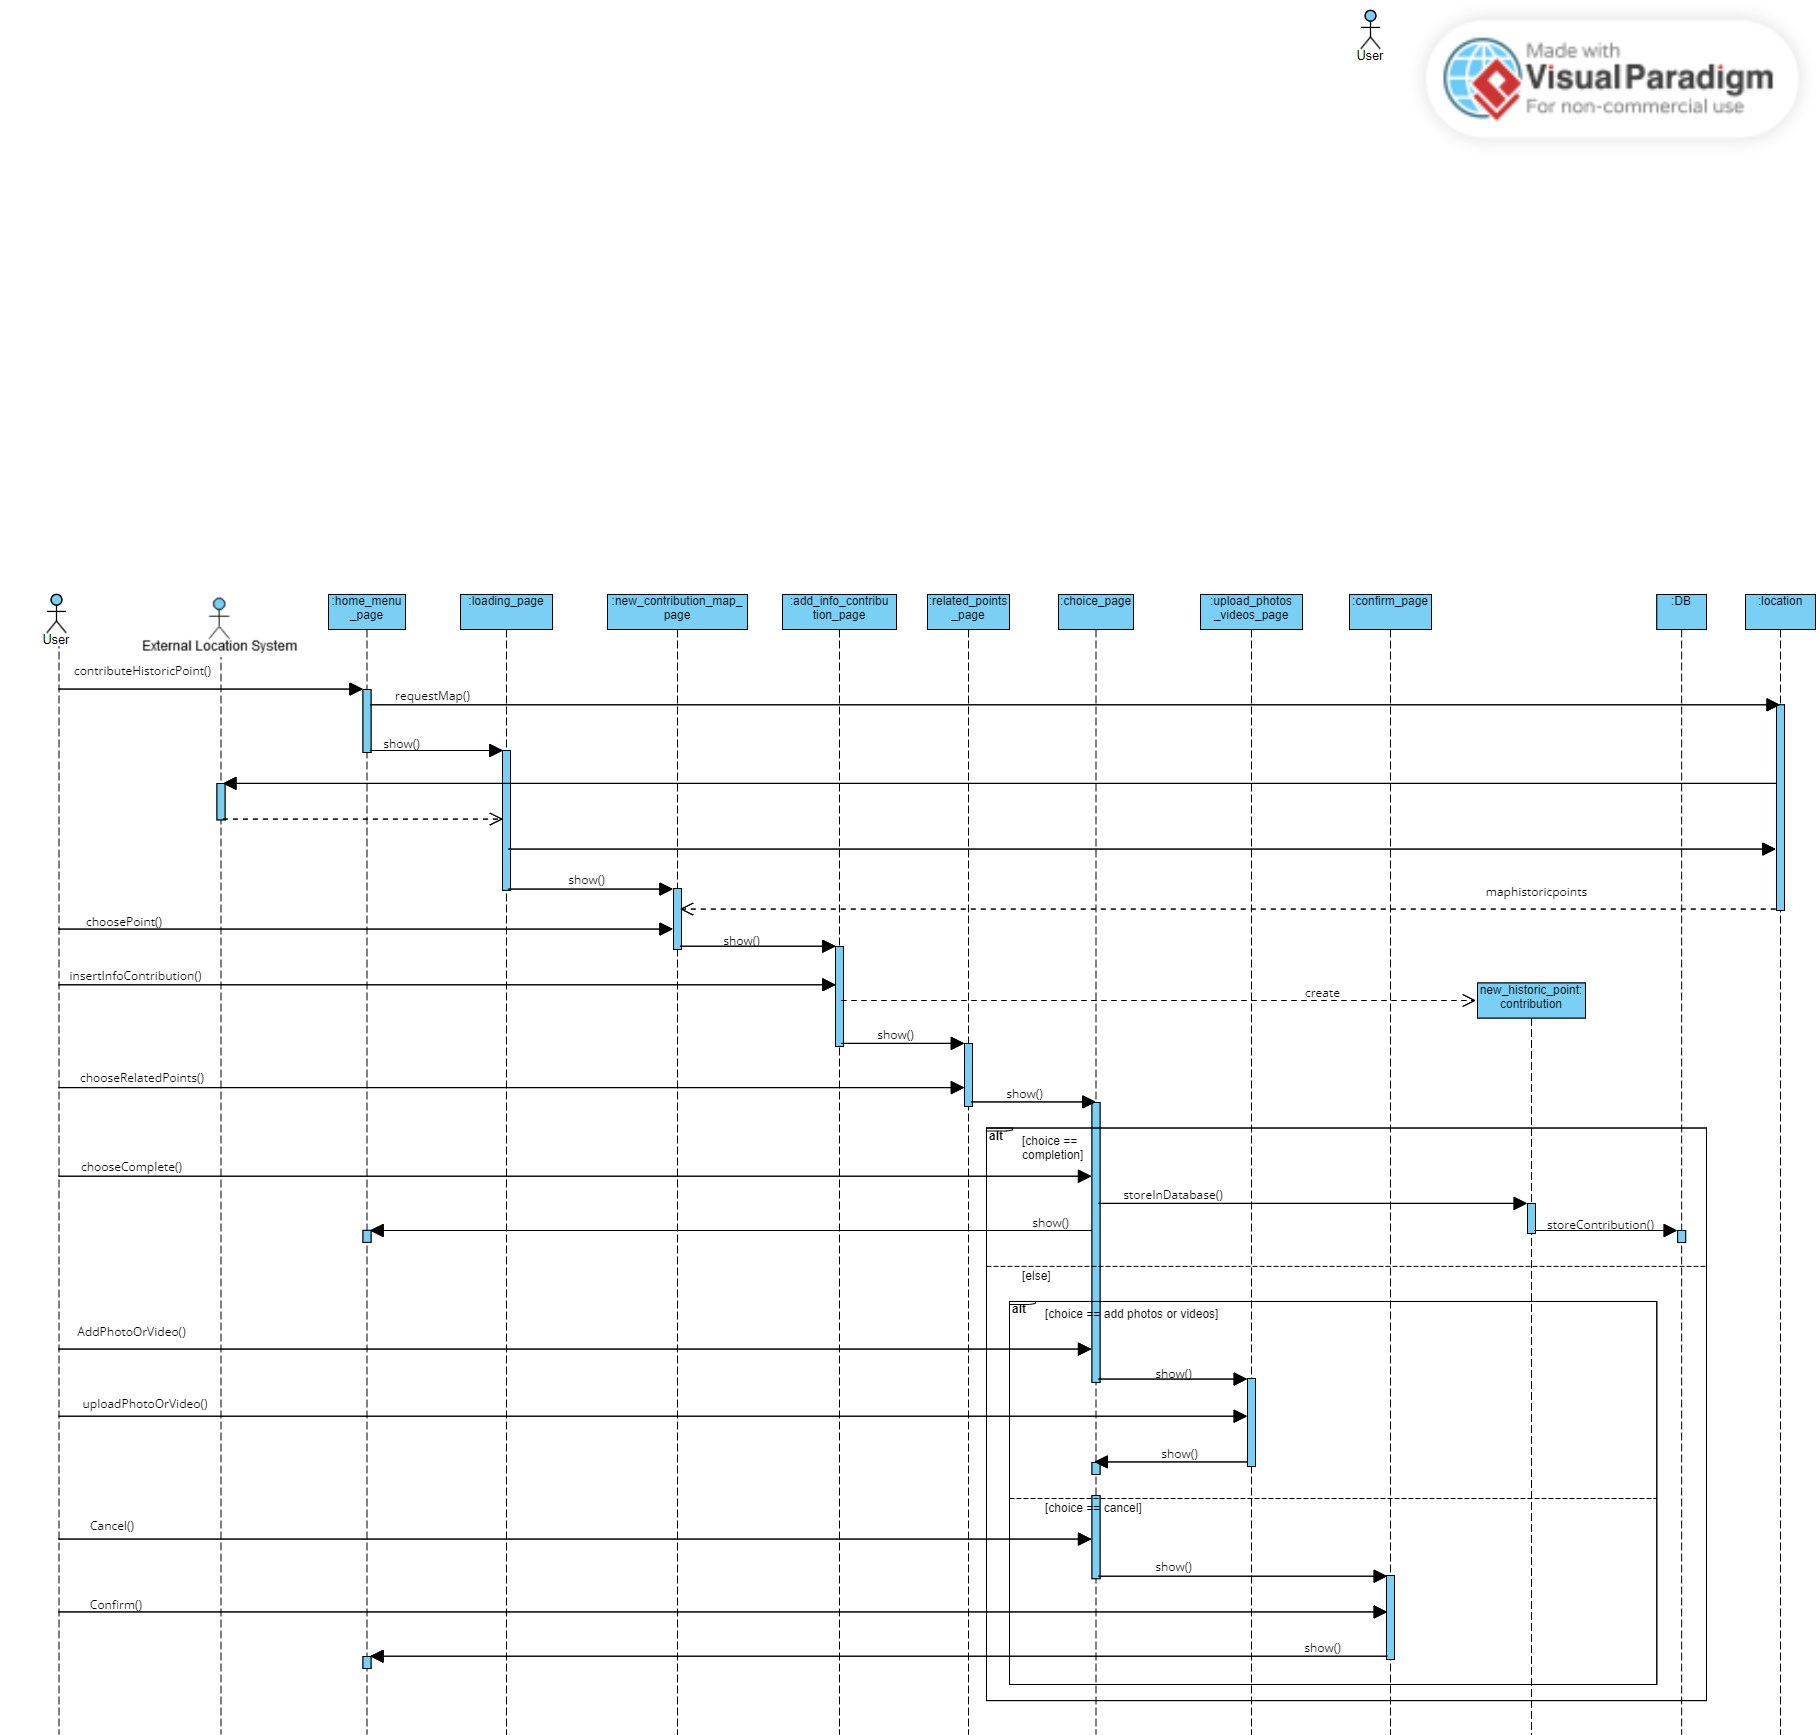 User
Made with
VisualParadigm
For non-commercial use
User
External Location System
:home_menu
_page
:loading_page
:new_contribution_map_
page
:add_info_contribu
tion_page
:related_points
_page
:choice_page
:upload_photos
_videos_page
:confirm_page
:DB
:location
contributeHistoricPoint()
requestMap()
show()
show()
maphistoricpoints
choosePoint()
show()
insertInfoContribution()
create
new_historic_point:
contribution
show()
chooseRelatedPoints()
show()
alt
[choice ==
completion]
chooseComplete()
storeInDatabase()
show()
storeContribution()
[else]
alt
[choice == add photos or videos]
AddPhotoOrVideo()
show()
uploadPhotoOrVideo()
show()
[choice == cancel]
Cancel()
show()
Confirm()
show()